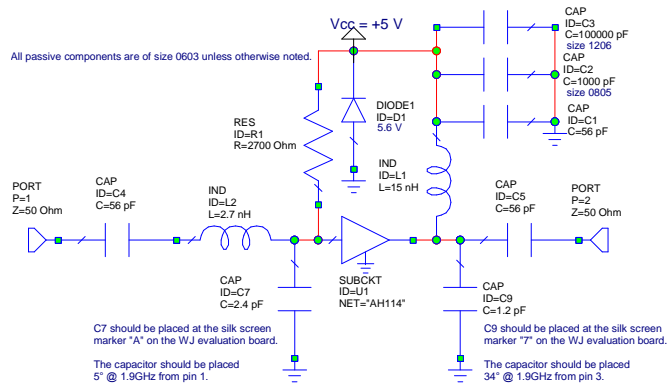 Vcc = +5 V
All passive components are of size 0603 unless otherwise noted.
CAP
ID=C3
C=100000 pF
size 1206
CAP
ID=C2
C=1000 pF
size 0805
CAP
ID=C1
C=56 pF
DIODE1
ID=D1
5.6 V
RES
ID=R1
R=2700 Ohm
IND
ID=L1
L=15 nH
PORT
P=1
Z=50 Ohm
CAP
ID=C4
C=56 pF
IND
ID=L2
L=2.7 nH
CAP
ID=C5
C=56 pF
PORT
P=2
Z=50 Ohm
CAP
ID=C7
C=2.4 pF
SUBCKT
ID=U1
NET="AH114"
CAP
ID=C9
C=1.2 pF
C7 should be placed at the silk screen
marker "A" on the WJ evaluation board.
The capacitor should be placed
5° @ 1.9GHz from pin 1.
C9 should be placed at the silk screen
marker "7" on the WJ evaluation board.
The capacitor should be placed
34° @ 1.9GHz from pin 3.